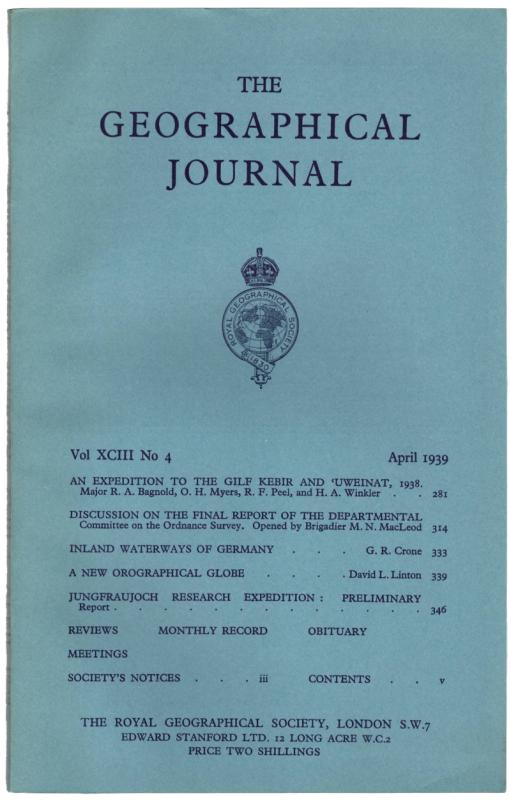 THE
GEOGRAPHICAL
JOURNAL
ROYAL GEOGRAPHICAL SOCIETY
1830
Vol XCIII No 4 April 1939
AN EXPEDITION TO THE GILF KEBIR AND 'UWEINAT, 1938.
Major R. A. Bagnold, O. H. Myers, R. F. Peel, and H. A. Winkler . . 281
DISCUSSION ON THE FINAL REPORT OF THE DEPARTMENTAL
Committee on the Ordnance Survey. Opened by Brigadier M. N. MacLeod 314
INLAND WATERWAYS OF GERMANY . . . G. R. Crone 333
A NEW OROGRAPHICAL GLOBE . . . . David L. Linton 339
JUNGFRAUJOCH RESEARCH EXPEDITION : PRELIMINARY
Report . . . . . . . . . . . . 346
REVIEWS MONTHLY RECORD OBITUARY
MEETINGS
SOCIETY'S NOTICES . . . iii CONTENTS . . v
THE ROYAL GEOGRAPHICAL SOCIETY, LONDON S.W.7
EDWARD STANFORD LTD. 12 LONG ACRE W.C.2
PRICE TWO SHILLINGS